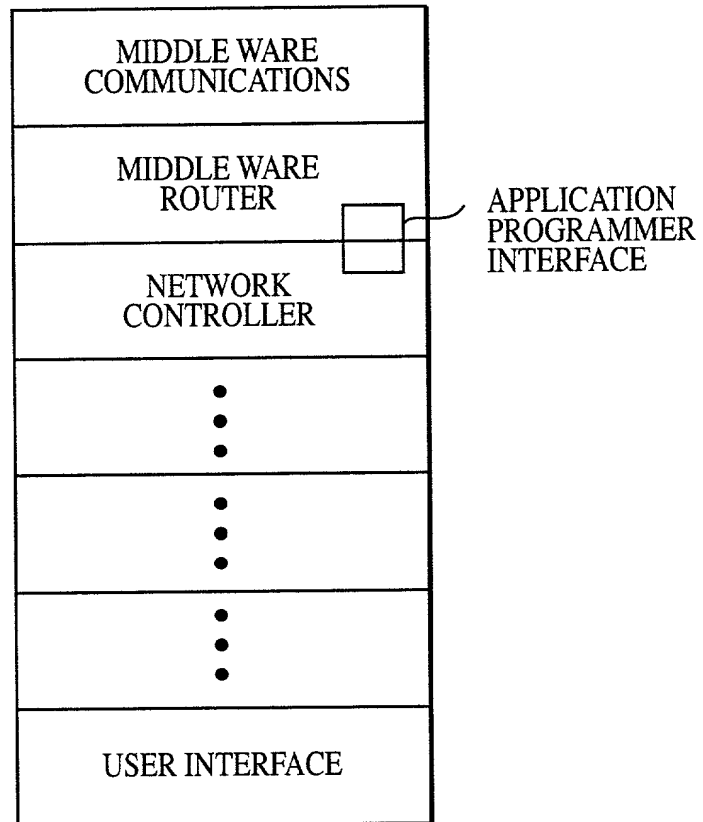 MIDDLE WARE
COMMUNICATIONS
MIDDLE WARE
ROUTER
APPLICATION
PROGRAMMER
INTERFACE
NETWORK
CONTROLLER
USER INTERFACE